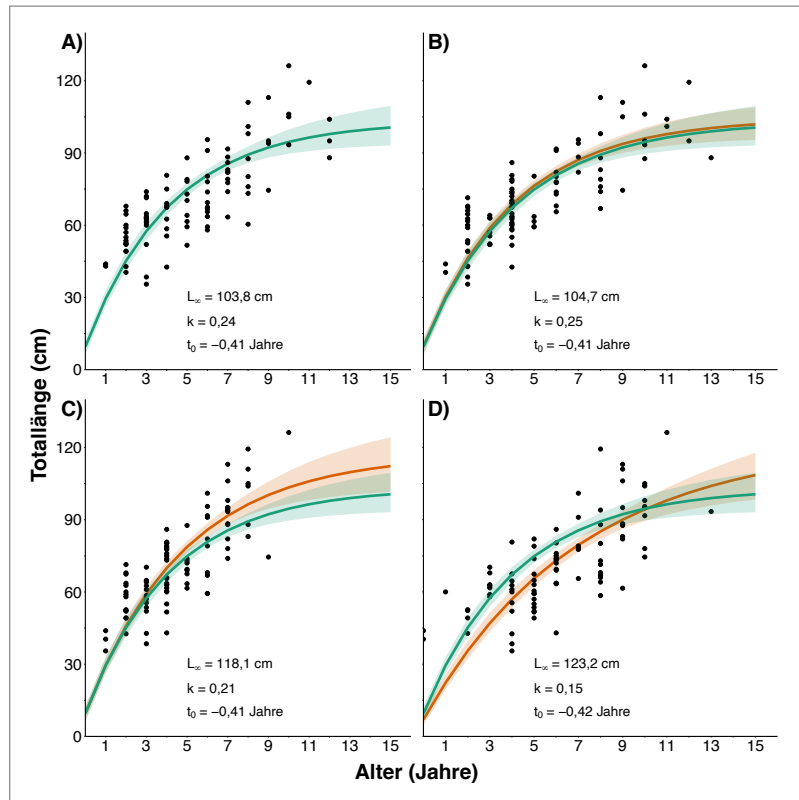 A)
B)
120
90
60
30
0
L∞ = 103,8 cm
k = 0,24
t0 = −0,41 Jahre
L∞ = 104,7 cm
k = 0,25
t0 = −0,41 Jahre
1 3 5 7 9 11 13 15
1 3 5 7 9 11 13 15
Totallänge (cm)
C)
D)
120
90
60
30
0
L∞ = 118,1 cm
k = 0,21
t0 = −0,41 Jahre
L∞ = 123,2 cm
k = 0,15
t0 = −0,42 Jahre
1 3 5 7 9 11 13 15
1 3 5 7 9 11 13 15
Alter (Jahre)